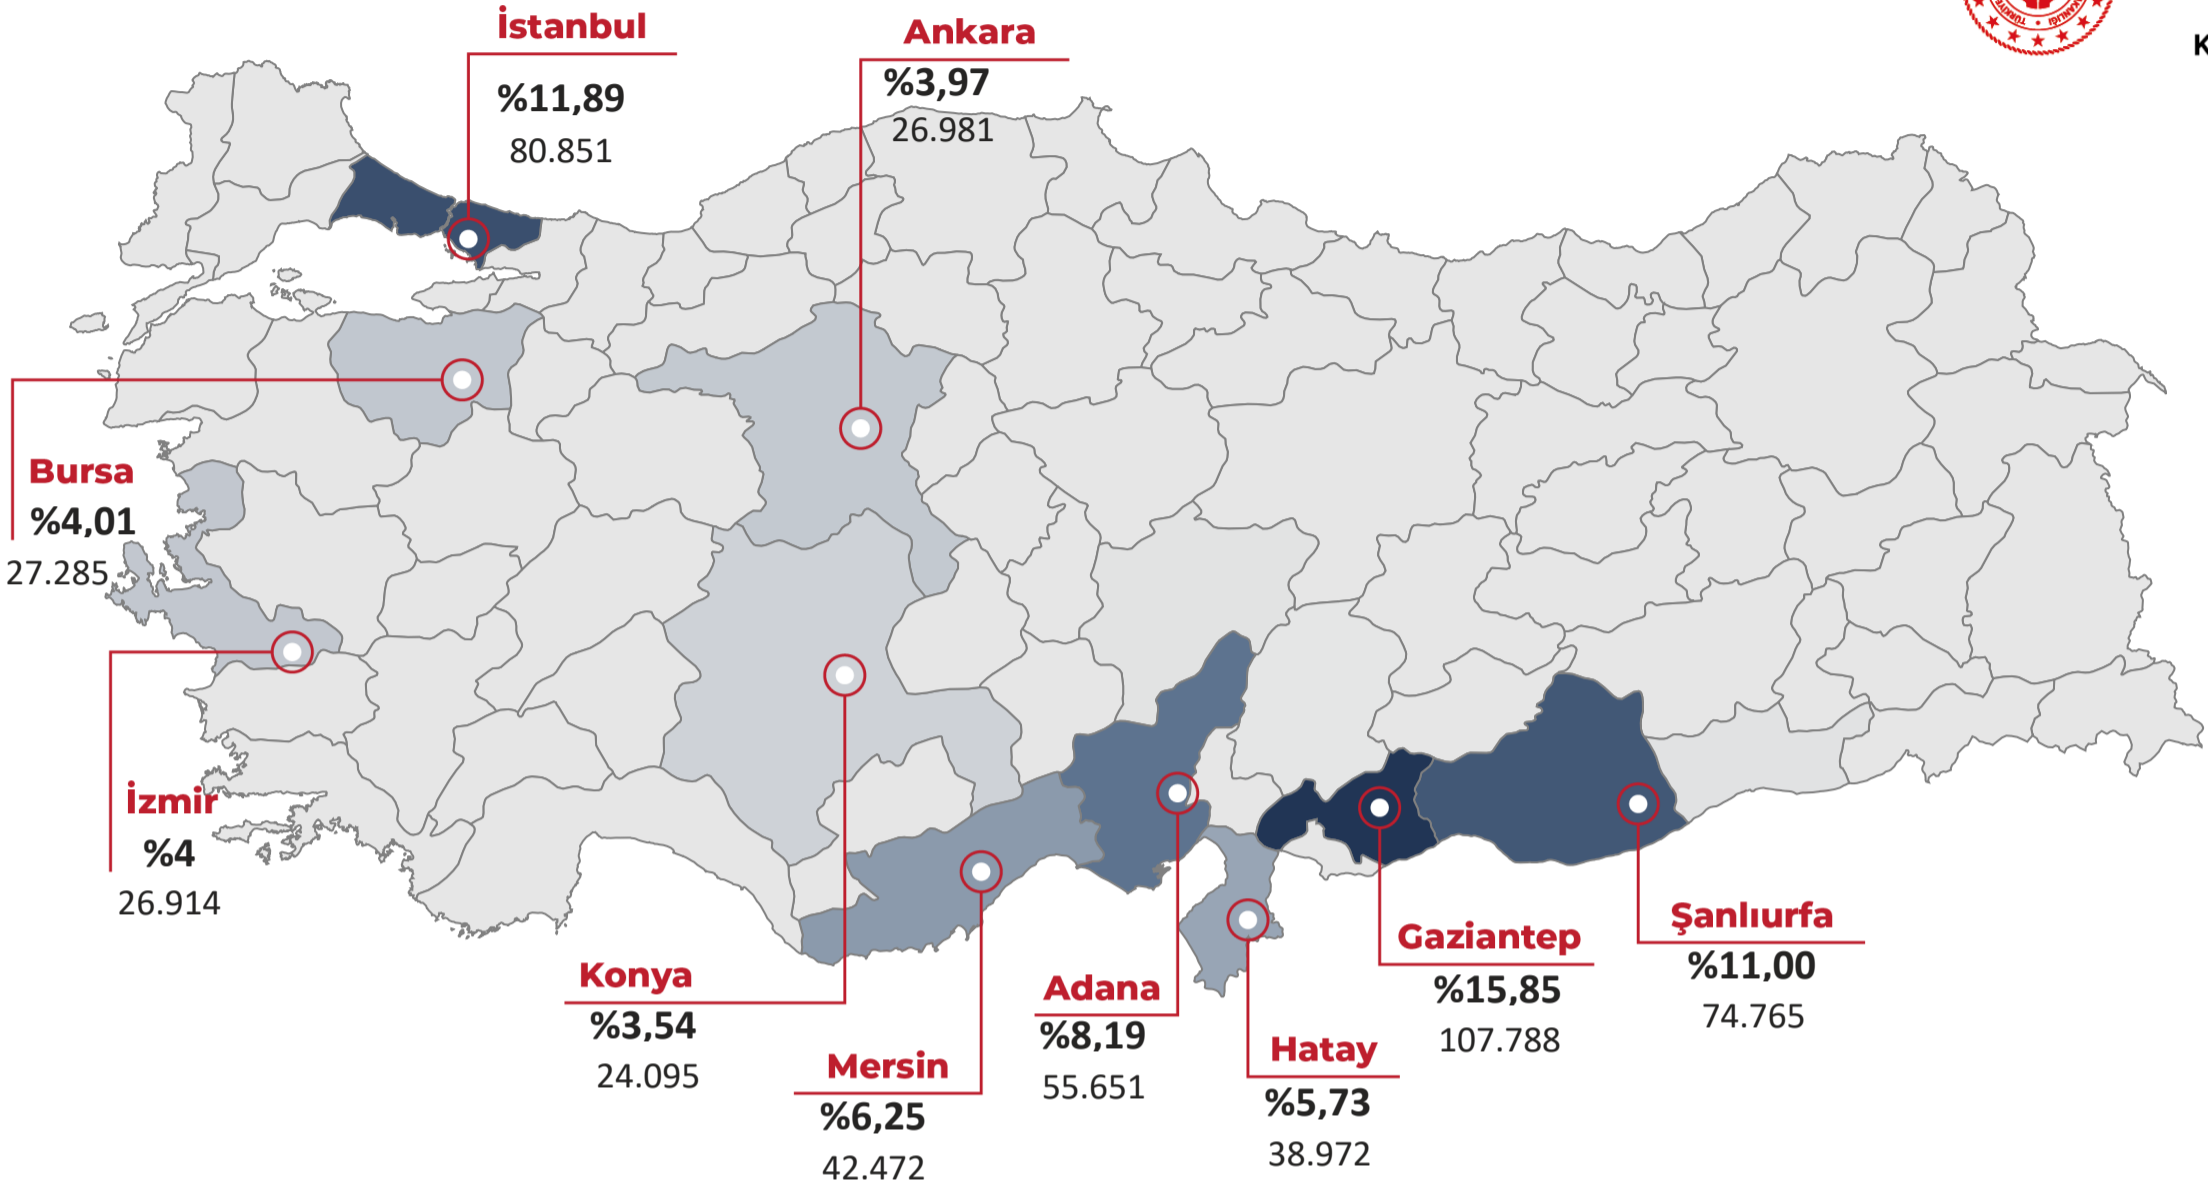 İstanbul
%11,89
80.851
Ankara
%3,97
26.981
Bursa
%4,01
27.285
İzmir
%4
26.914
Konya
%3,54
24.095
Mersin
%6,25
42.472
Adana
%8,19
55.651
Hatay
%5,73
38.972
Gaziantep
%15,85
107.788
Şanlıurfa
%11,00
74.765